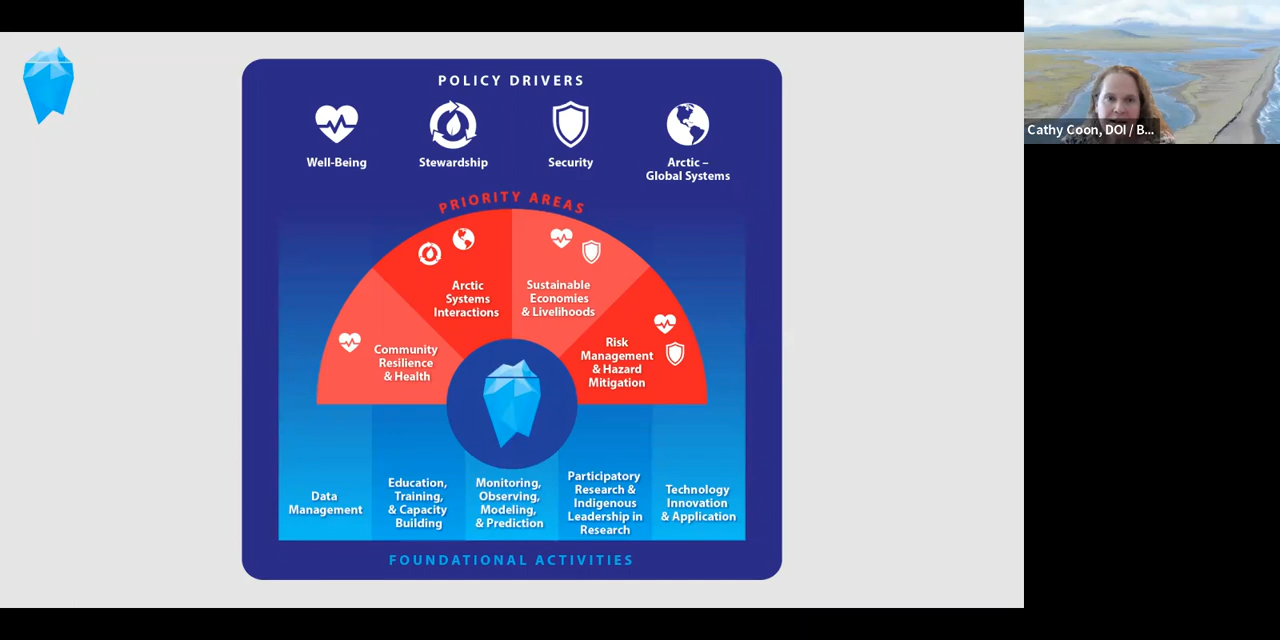 POLICY DRIVERS
Well-Being
Stewardship
Security
Arctic –
Global Systems
PRIORITY AREAS
Community
Resilience
& Health
Arctic
Systems
Interactions
Sustainable
Economies
& Livelihoods
Risk
Management
& Hazard
Mitigation
Data
Management
Education,
Training,
& Capacity
Building
Monitoring,
Observing,
Modeling,
& Prediction
Participatory
Research &
Indigenous
Leadership in
Research
Technology
Innovation
& Application
FOUNDATIONAL ACTIVITIES
Cathy Coon, DOI / B...